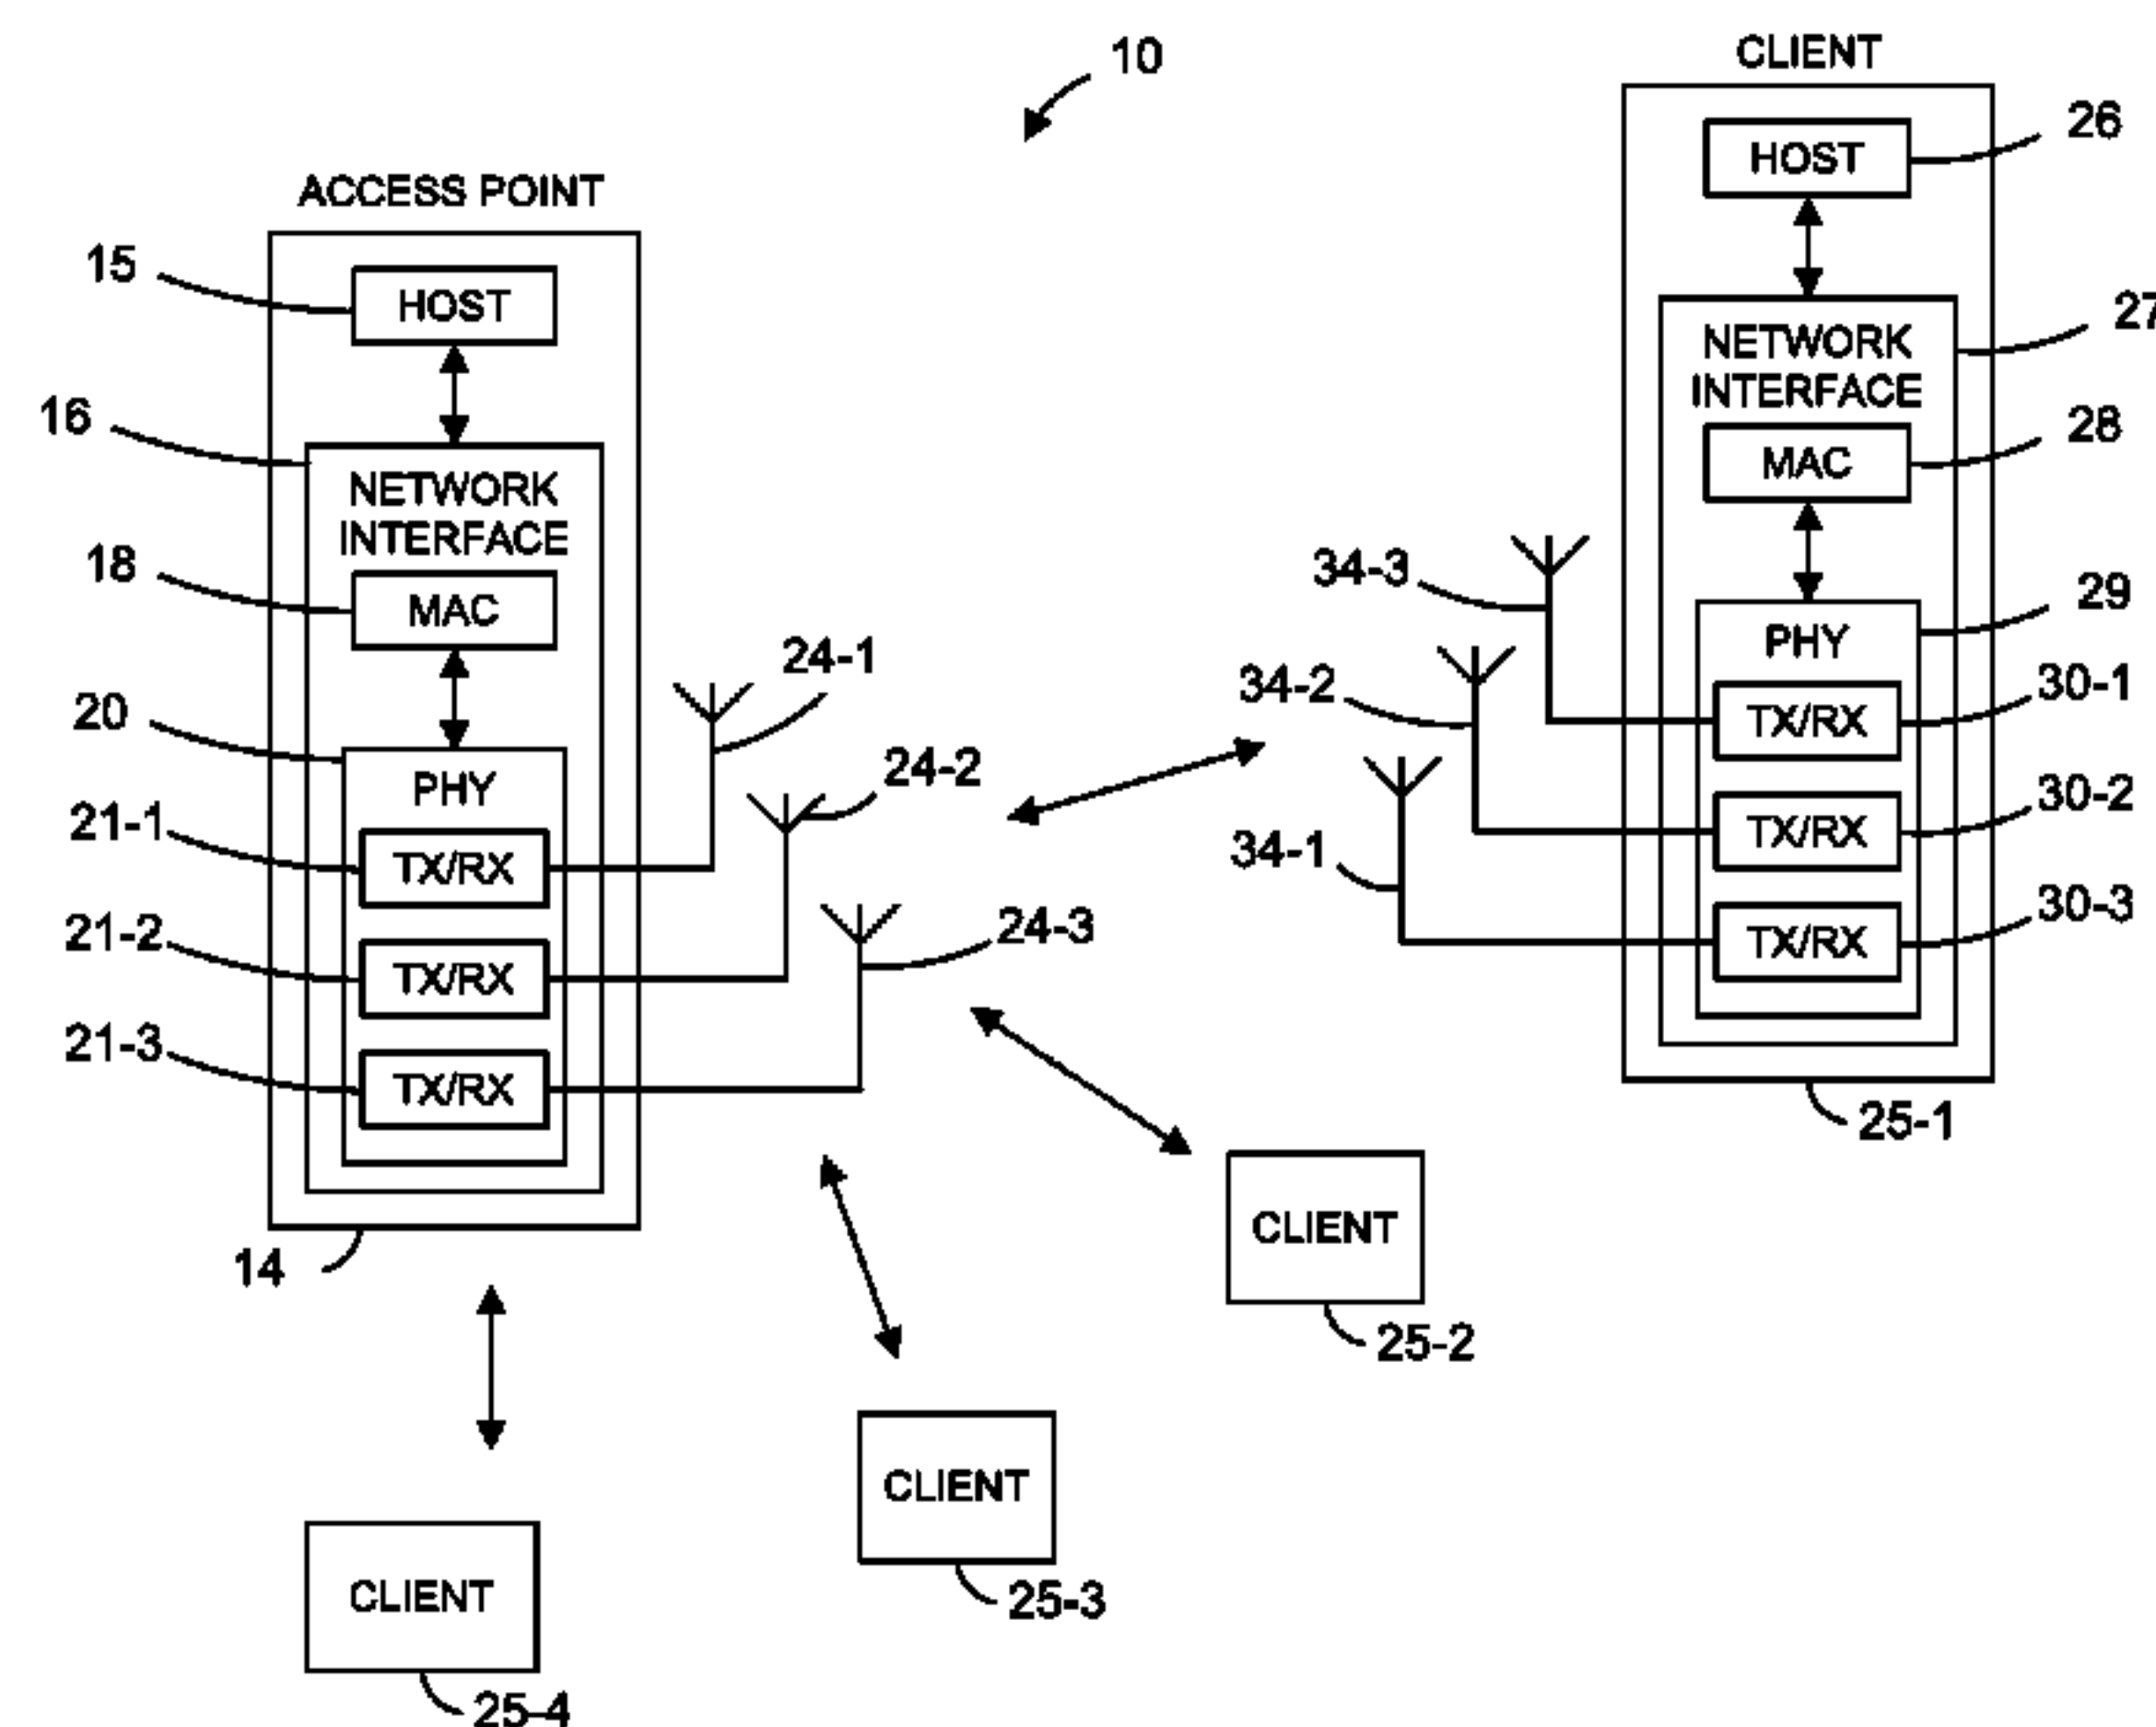 10
ACCESS POINT
15
HOST
16
NETWORK
INTERFACE
18
MAC
20
PHY
21-1
TX/RX
21-2
TX/RX
21-3
TX/RX
14
24-1
24-2
24-3
CLIENT
26
HOST
27
NETWORK
INTERFACE
28
MAC
29
PHY
34-3
30-1
TX/RX
34-2
30-2
TX/RX
34-1
30-3
TX/RX
25-1
CLIENT
25-2
CLIENT
25-3
CLIENT
25-4